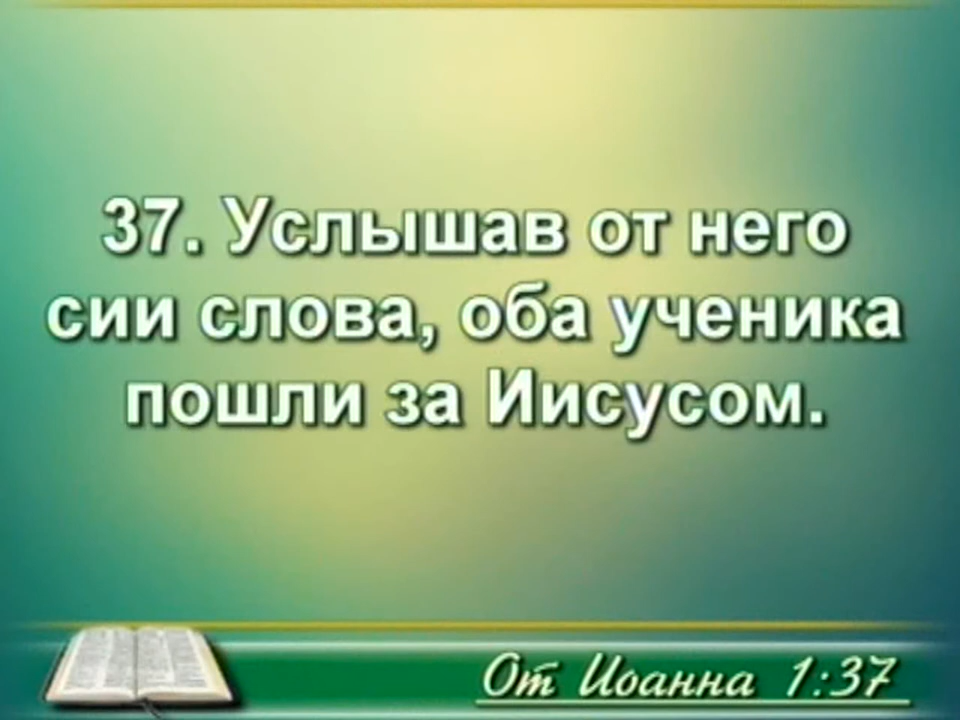 37. Услышав от него
сии слова, оба ученика
пошли за Иисусом.
От Иоанна 1:37